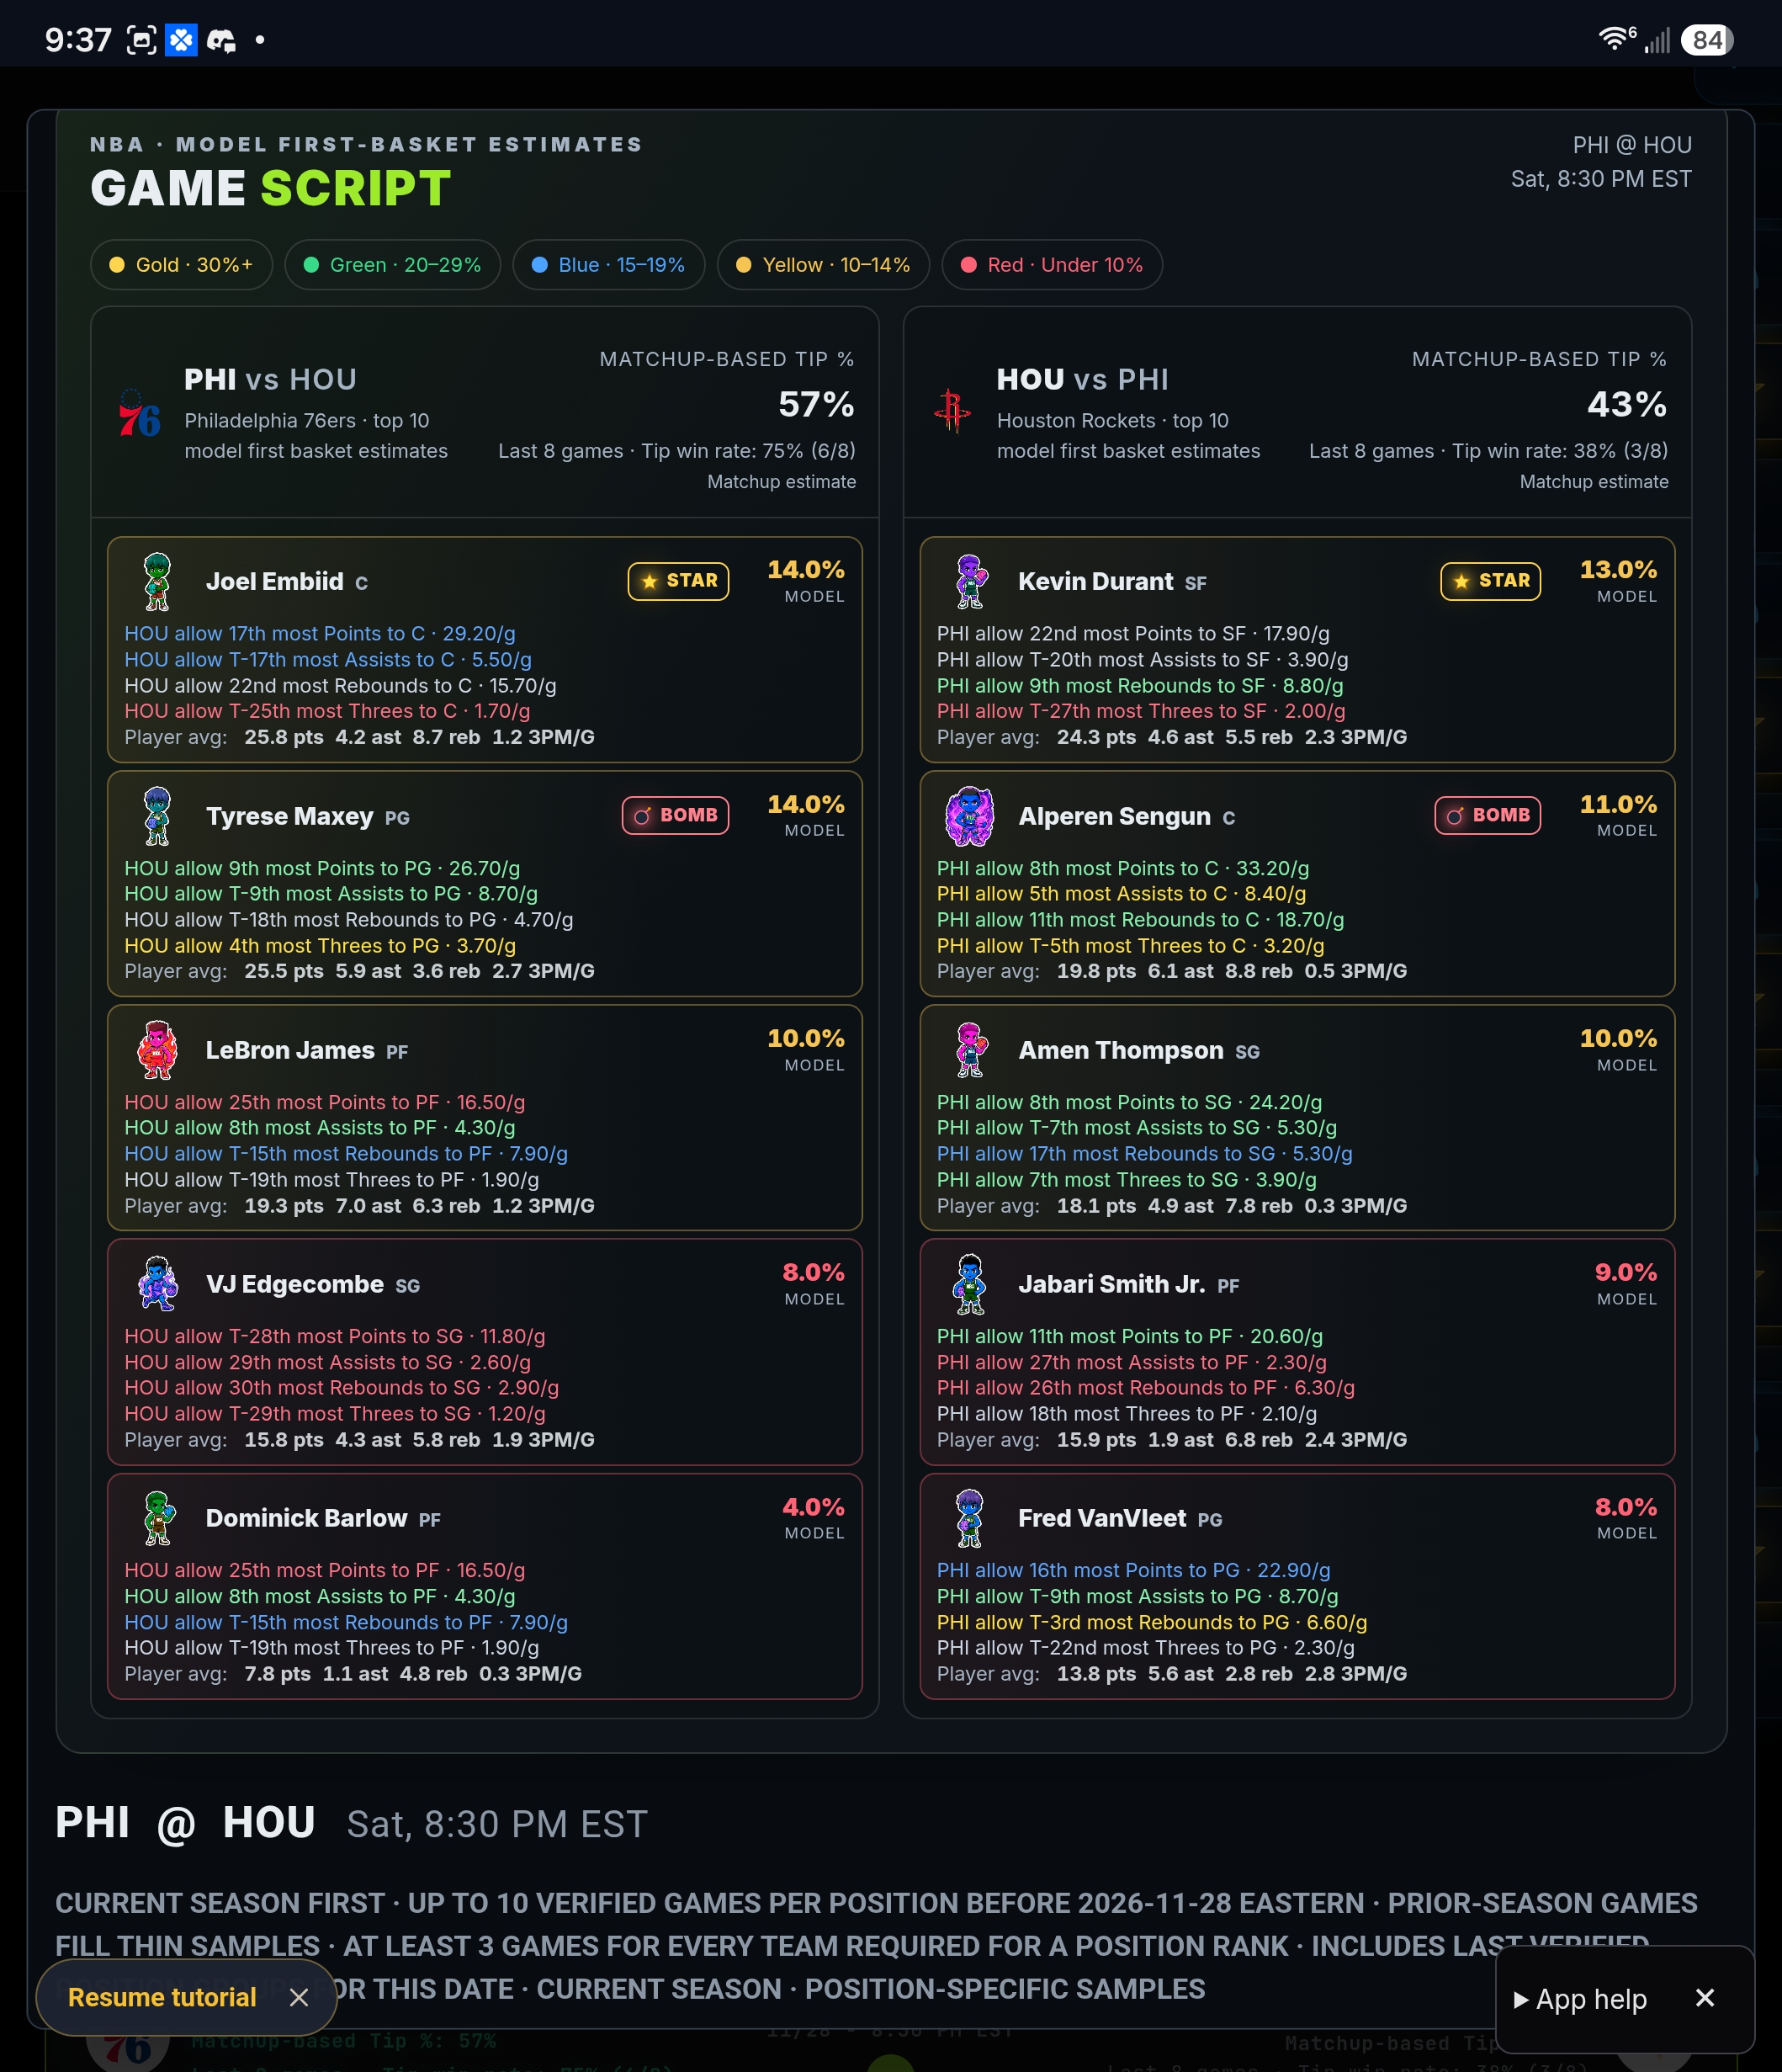 9:37
6
84
NBA · MODEL FIRST-BASKET ESTIMATES
GAME SCRIPT
PHI @ HOU
Sat, 8:30 PM EST
Gold · 30%+
Green · 20–29%
Blue · 15–19%
Yellow · 10–14%
Red · Under 10%
76
PHI vs HOU
Philadelphia 76ers · top 10
model first basket estimates
MATCHUP-BASED TIP %
57%
Last 8 games · Tip win rate: 75% (6/8)
Matchup estimate
Joel Embiid C
STAR
14.0%
MODEL
HOU allow 17th most Points to C · 29.20/g
HOU allow T-17th most Assists to C · 5.50/g
HOU allow 22nd most Rebounds to C · 15.70/g
HOU allow T-25th most Threes to C · 1.70/g
Player avg: 25.8 pts 4.2 ast 8.7 reb 1.2 3PM/G
Tyrese Maxey PG
BOMB
14.0%
MODEL
HOU allow 9th most Points to PG · 26.70/g
HOU allow T-9th most Assists to PG · 8.70/g
HOU allow T-18th most Rebounds to PG · 4.70/g
HOU allow 4th most Threes to PG · 3.70/g
Player avg: 25.5 pts 5.9 ast 3.6 reb 2.7 3PM/G
LeBron James PF
10.0%
MODEL
HOU allow 25th most Points to PF · 16.50/g
HOU allow 8th most Assists to PF · 4.30/g
HOU allow T-15th most Rebounds to PF · 7.90/g
HOU allow T-19th most Threes to PF · 1.90/g
Player avg: 19.3 pts 7.0 ast 6.3 reb 1.2 3PM/G
VJ Edgecombe SG
8.0%
MODEL
HOU allow T-28th most Points to SG · 11.80/g
HOU allow 29th most Assists to SG · 2.60/g
HOU allow 30th most Rebounds to SG · 2.90/g
HOU allow T-29th most Threes to SG · 1.20/g
Player avg: 15.8 pts 4.3 ast 5.8 reb 1.9 3PM/G
Dominick Barlow PF
4.0%
MODEL
HOU allow 25th most Points to PF · 16.50/g
HOU allow 8th most Assists to PF · 4.30/g
HOU allow T-15th most Rebounds to PF · 7.90/g
HOU allow T-19th most Threes to PF · 1.90/g
Player avg: 7.8 pts 1.1 ast 4.8 reb 0.3 3PM/G
HOU vs PHI
Houston Rockets · top 10
model first basket estimates
MATCHUP-BASED TIP %
43%
Last 8 games · Tip win rate: 38% (3/8)
Matchup estimate
Kevin Durant SF
STAR
13.0%
MODEL
PHI allow 22nd most Points to SF · 17.90/g
PHI allow T-20th most Assists to SF · 3.90/g
PHI allow 9th most Rebounds to SF · 8.80/g
PHI allow T-27th most Threes to SF · 2.00/g
Player avg: 24.3 pts 4.6 ast 5.5 reb 2.3 3PM/G
Alperen Sengun C
BOMB
11.0%
MODEL
PHI allow 8th most Points to C · 33.20/g
PHI allow 5th most Assists to C · 8.40/g
PHI allow 11th most Rebounds to C · 18.70/g
PHI allow T-5th most Threes to C · 3.20/g
Player avg: 19.8 pts 6.1 ast 8.8 reb 0.5 3PM/G
Amen Thompson SG
10.0%
MODEL
PHI allow 8th most Points to SG · 24.20/g
PHI allow T-7th most Assists to SG · 5.30/g
PHI allow 17th most Rebounds to SG · 5.30/g
PHI allow 7th most Threes to SG · 3.90/g
Player avg: 18.1 pts 4.9 ast 7.8 reb 0.3 3PM/G
Jabari Smith Jr. PF
9.0%
MODEL
PHI allow 11th most Points to PF · 20.60/g
PHI allow 27th most Assists to PF · 2.30/g
PHI allow 26th most Rebounds to PF · 6.30/g
PHI allow 18th most Threes to PF · 2.10/g
Player avg: 15.9 pts 1.9 ast 6.8 reb 2.4 3PM/G
Fred VanVleet PG
8.0%
MODEL
PHI allow 16th most Points to PG · 22.90/g
PHI allow T-9th most Assists to PG · 8.70/g
PHI allow T-3rd most Rebounds to PG · 6.60/g
PHI allow T-22nd most Threes to PG · 2.30/g
Player avg: 13.8 pts 5.6 ast 2.8 reb 2.8 3PM/G
PHI @ HOU Sat, 8:30 PM EST
CURRENT SEASON FIRST · UP TO 10 VERIFIED GAMES PER POSITION BEFORE 2026-11-28 EASTERN · PRIOR-SEASON GAMES
FILL THIN SAMPLES · AT LEAST 3 GAMES FOR EVERY TEAM REQUIRED FOR A POSITION RANK · INCLUDES LAST VERIFIED
POSITION GROUPS FOR THIS DATE · CURRENT SEASON · POSITION-SPECIFIC SAMPLES
Resume tutorial
App help
76
Matchup-based Tip %: 57%
11/28 - 8:30 PM EST
Matchup-based Tip